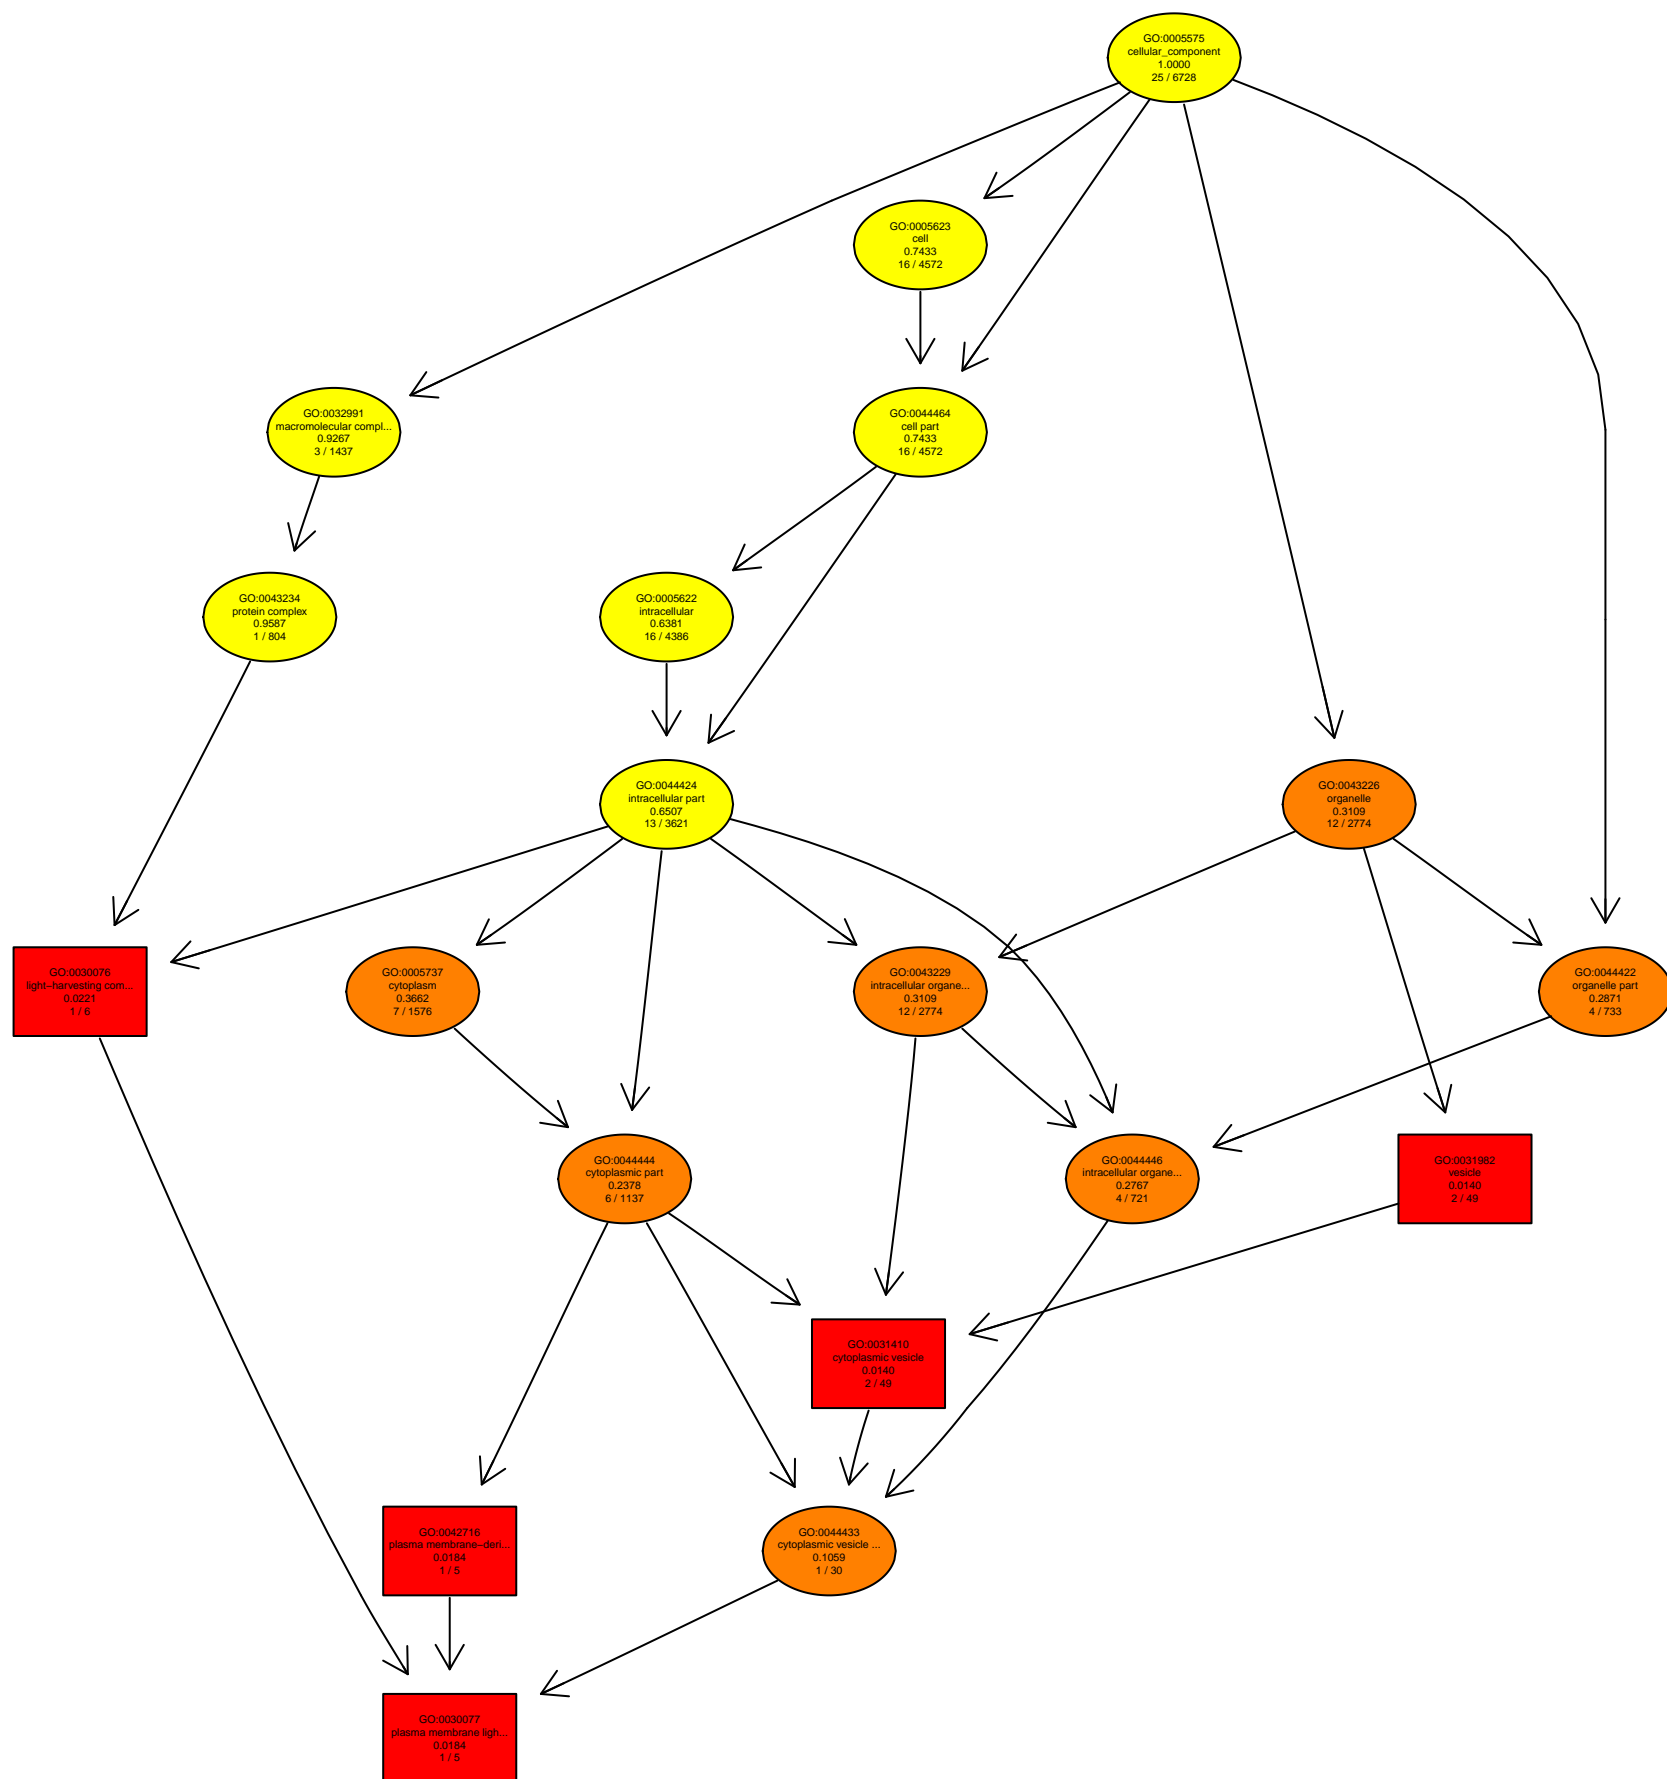 GO:0005575
cellular_component
1.0000
25 / 6728
GO:0005623
cell
0.7433
16 / 4572
GO:0032991
macromolecular compl...
0.9267
3 / 1437
GO:0044464
cell part
0.7433
16 / 4572
GO:0043234
protein complex
0.9587
1 / 804
GO:0005622
intracellular
0.6381
16 / 4386
GO:0044424
intracellular part
0.6507
13 / 3621
GO:0043226
organelle
0.3109
12 / 2774
GO:0030076
light−harvesting com...
0.0221
1 / 6
GO:0005737
cytoplasm
0.3662
7 / 1576
GO:0043229
intracellular organe...
0.3109
12 / 2774
GO:0044422
organelle part
0.2871
4 / 733
GO:0044444
cytoplasmic part
0.2378
6 / 1137
GO:0044446
intracellular organe...
0.2767
4 / 721
GO:0031982
vesicle
0.0140
2 / 49
GO:0031410
cytoplasmic vesicle
0.0140
2 / 49
GO:0042716
plasma membrane−deri...
0.0184
1 / 5
GO:0044433
cytoplasmic vesicle ...
0.1059
1 / 30
GO:0030077
plasma membrane ligh...
0.0184
1 / 5